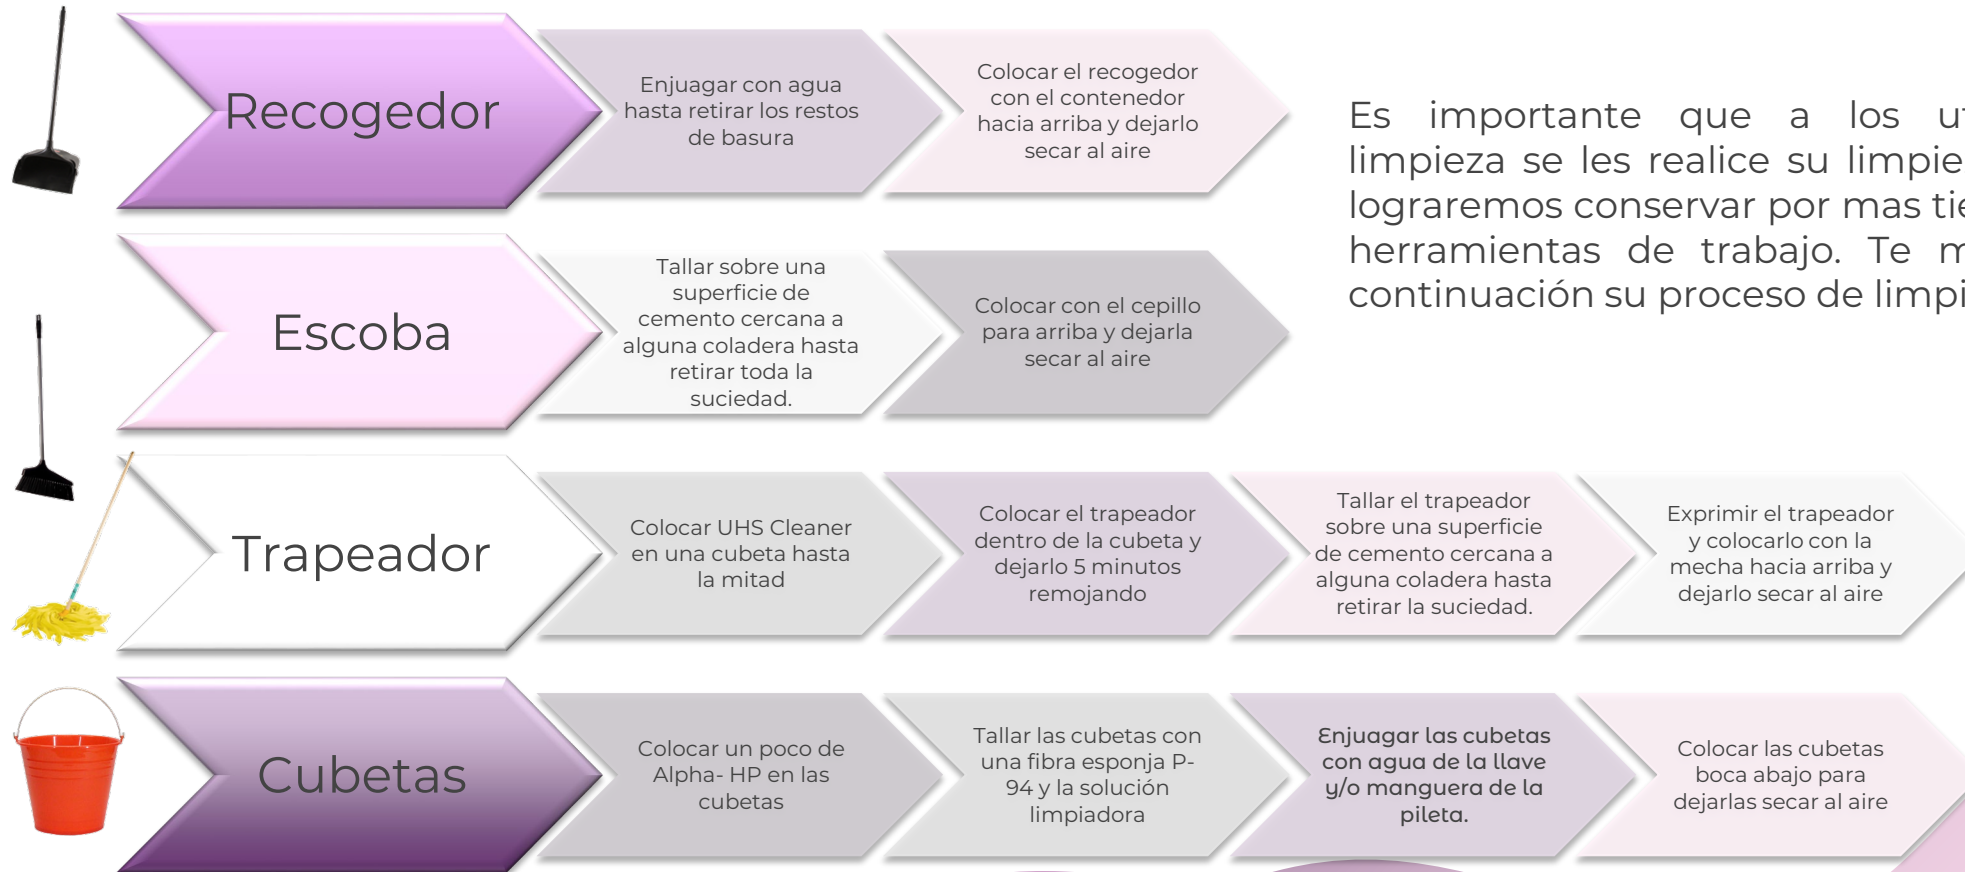 Recogedor
Enjuagar con agua
hasta retirar los restos
de basura
Colocar el recogedor
con el contenedor
hacia arriba y dejarlo
secar al aire
Es importante que a los
limpieza se les realice su
lograremos conservar por mas
herramientas de trabajo. Te
continuación su proceso de
Escoba
Tallar sobre una
superficie de
cemento cercana a
alguna coladera hasta
retirar toda la
suciedad.
Colocar con el cepillo
para arriba y dejarla
secar al aire
Trapeador
Colocar UHS Cleaner
en una cubeta hasta
la mitad
Colocar el trapeador
dentro de la cubeta y
dejarlo 5 minutos
remojando
Tallar el trapeador
sobre una superficie
de cemento cercana a
alguna coladera hasta
retirar la suciedad.
Exprimir el trapeador
y colocarlo con la
mecha hacia arriba y
dejarlo secar al aire
Cubetas
Colocar un poco de
Alpha- HP en las
cubetas
Tallar las cubetas con
una fibra esponja P-
94 y la solución
limpiadora
Enjuagar las cubetas
con agua de la llave
y/o manguera de la
pileta.
Colocar las cubetas
boca abajo para
dejarlas secar al aire